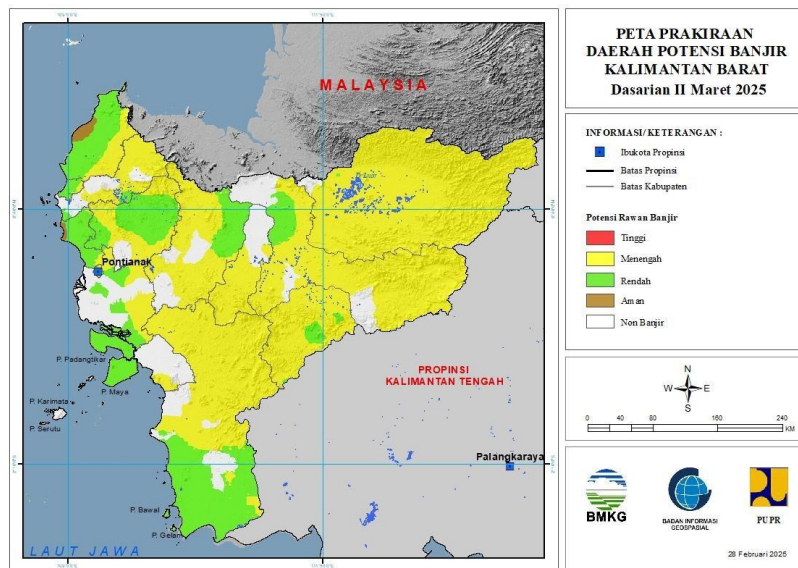 PETA PRAKIRAAN
DAERAH POTENSI BANJIR
KALIMANTAN BARAT
Dasarian II Maret 2025
INFORMASI/KETERANGAN :
Ibukota Propinsi
Batas Propinsi
Batas Kabupaten
Potensi Rawan Banjir
Tinggi
Menengah
Rendah
Aman
Non Banjir
N
W E
S
0 40 80 160 240
KM
BMKG
BADAN INFORMASI
GEOSPASIAL
PUPR
28 Februari 2025
MALAYSIA
Pontianak
P. Padangtikar
P. Maya
P. Karimata
P. Serutu
PROPINSI
KALIMANTAN TENGAH
Palangkaraya
P. Bawal
P. Gelam
LAUT JAWA